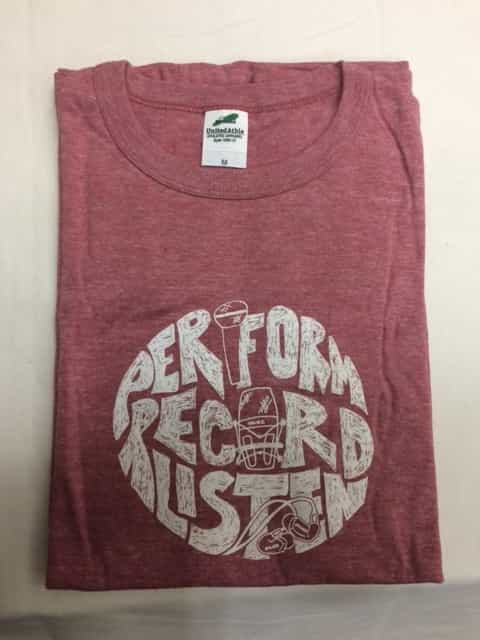 United Athle
M
PERFORM
RECORD
LISTEN